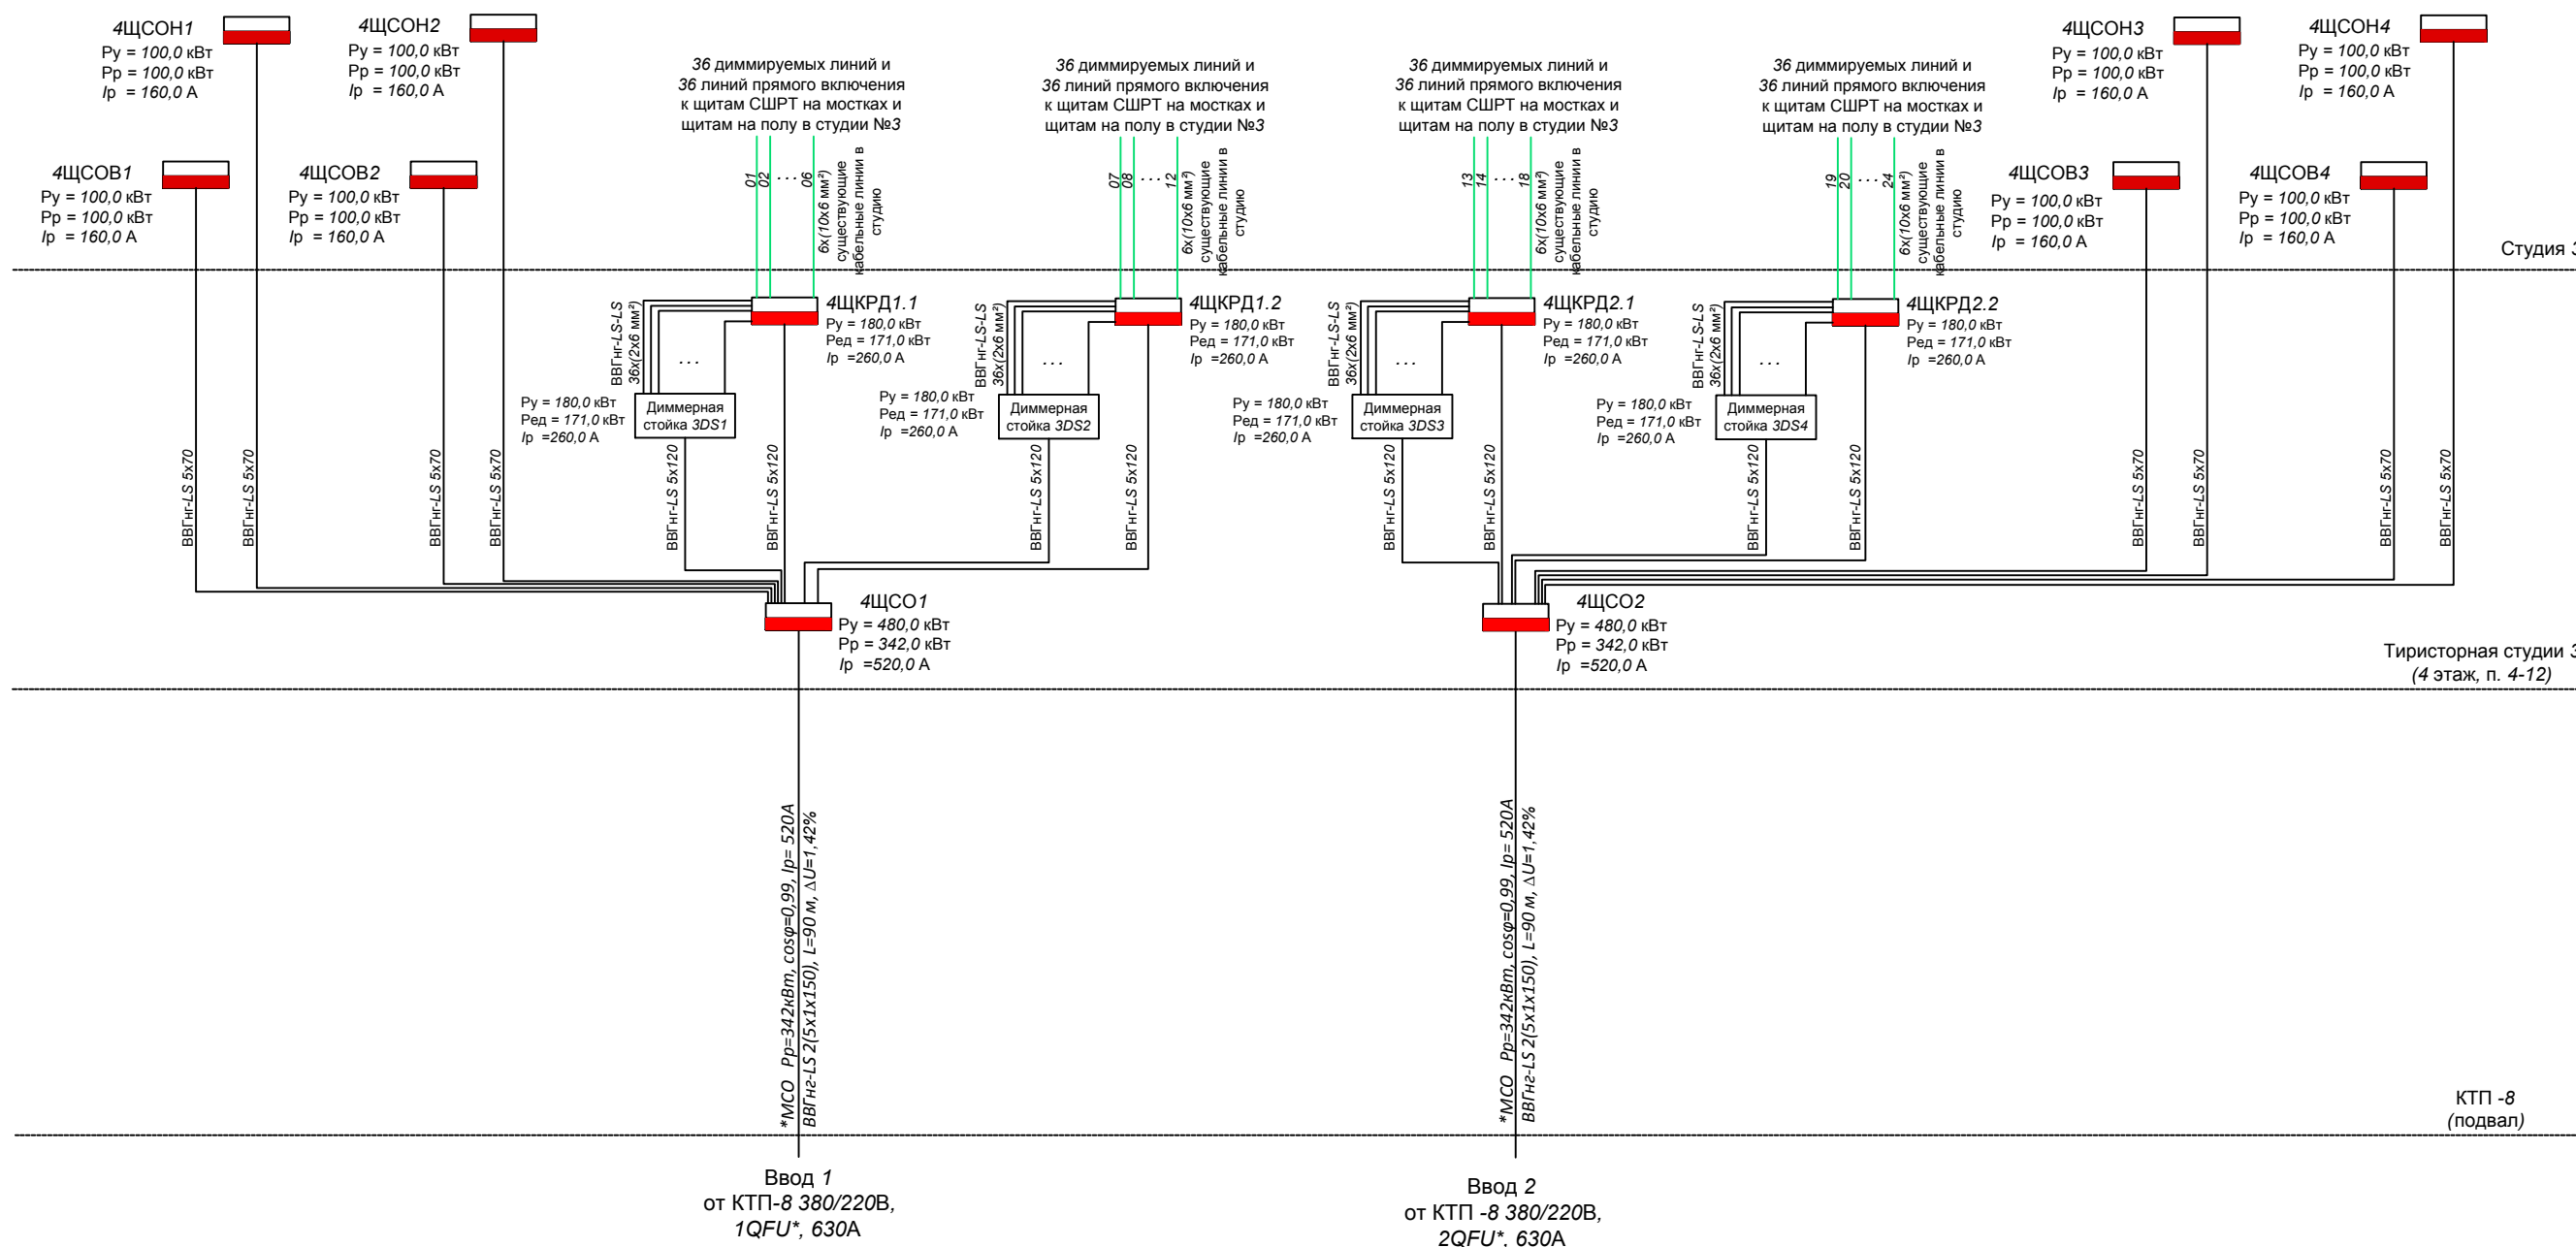 4ЩСОН1
Ру = 100,0 кВт
Рр = 100,0 кВт
Iр = 160,0 А
4ЩСОН2
Ру = 100,0 кВт
Рр = 100,0 кВт
Iр = 160,0 А
4ЩСОВ1
Ру = 100,0 кВт
Рр = 100,0 кВт
Iр = 160,0 А
4ЩСОВ2
Ру = 100,0 кВт
Рр = 100,0 кВт
Iр = 160,0 А
36 диммируемых линий и
36 линий прямого включения
к щитам СШРТ на мостках и
щитам на полу в студии №3
36 диммируемых линий и
36 линий прямого включения
к щитам СШРТ на мостках и
щитам на полу в студии №3
36 диммируемых линий и
36 линий прямого включения
к щитам СШРТ на мостках и
щитам на полу в студии №3
36 диммируемых линий и
36 линий прямого включения
к щитам СШРТ на мостках и
щитам на полу в студии №3
4ЩСОН3
Ру = 100,0 кВт
Рр = 100,0 кВт
Iр = 160,0 А
4ЩСОН4
Ру = 100,0 кВт
Рр = 100,0 кВт
Iр = 160,0 А
4ЩСОВ3
Ру = 100,0 кВт
Рр = 100,0 кВт
Iр = 160,0 А
4ЩСОВ4
Ру = 100,0 кВт
Рр = 100,0 кВт
Iр = 160,0 А
01
02
...
06
6х(10х6 мм²)
существующие
кабельные линии в
студию
07
08
...
12
6х(10х6 мм²)
существующие
кабельные линии в
студию
13
14
...
18
6х(10х6 мм²)
существующие
кабельные линии в
студию
19
20
...
24
6х(10х6 мм²)
существующие
кабельные линии в
студию
Студия 3
ВВГнг-LS-LS
36х(2х6 мм²)
...
4ЩКРД1.1
Ру = 180,0 кВт
Ред = 171,0 кВт
Iр =260,0 А
ВВГнг-LS-LS
36х(2х6 мм²)
...
4ЩКРД1.2
Ру = 180,0 кВт
Ред = 171,0 кВт
Iр =260,0 А
ВВГнг-LS-LS
36х(2х6 мм²)
...
4ЩКРД2.1
Ру = 180,0 кВт
Ред = 171,0 кВт
Iр =260,0 А
ВВГнг-LS-LS
36х(2х6 мм²)
...
4ЩКРД2.2
Ру = 180,0 кВт
Ред = 171,0 кВт
Iр =260,0 А
Ру = 180,0 кВт
Ред = 171,0 кВт
Iр =260,0 А
Диммерная
стойка 3DS1
Ру = 180,0 кВт
Ред = 171,0 кВт
Iр =260,0 А
Диммерная
стойка 3DS2
Ру = 180,0 кВт
Ред = 171,0 кВт
Iр =260,0 А
Диммерная
стойка 3DS3
Ру = 180,0 кВт
Ред = 171,0 кВт
Iр =260,0 А
Диммерная
стойка 3DS4
ВВГнг-LS 5х70
ВВГнг-LS 5х70
ВВГнг-LS 5х70
ВВГнг-LS 5х70
ВВГнг-LS 5х120
ВВГнг-LS 5х120
ВВГнг-LS 5х120
ВВГнг-LS 5х120
ВВГнг-LS 5х120
ВВГнг-LS 5х120
ВВГнг-LS 5х120
ВВГнг-LS 5х120
ВВГнг-LS 5х70
ВВГнг-LS 5х70
ВВГнг-LS 5х70
ВВГнг-LS 5х70
4ЩСО1
Ру = 480,0 кВт
Рр = 342,0 кВт
Iр =520,0 А
4ЩСО2
Ру = 480,0 кВт
Рр = 342,0 кВт
Iр =520,0 А
Тиристорная студии 3
(4 этаж, п. 4-12)
*МСО Рр=342кВт, cosφ=0,99, Iр= 520А
ВВГнг-LS 2(5х1х150), L=90 м, ΔU=1,42%
*МСО Рр=342кВт, cosφ=0,99, Iр= 520А
ВВГнг-LS 2(5х1х150), L=90 м, ΔU=1,42%
КТП -8
(подвал)
Ввод 1
от КТП-8 380/220В,
1QFU*, 630А
Ввод 2
от КТП -8 380/220В,
2QFU*, 630А